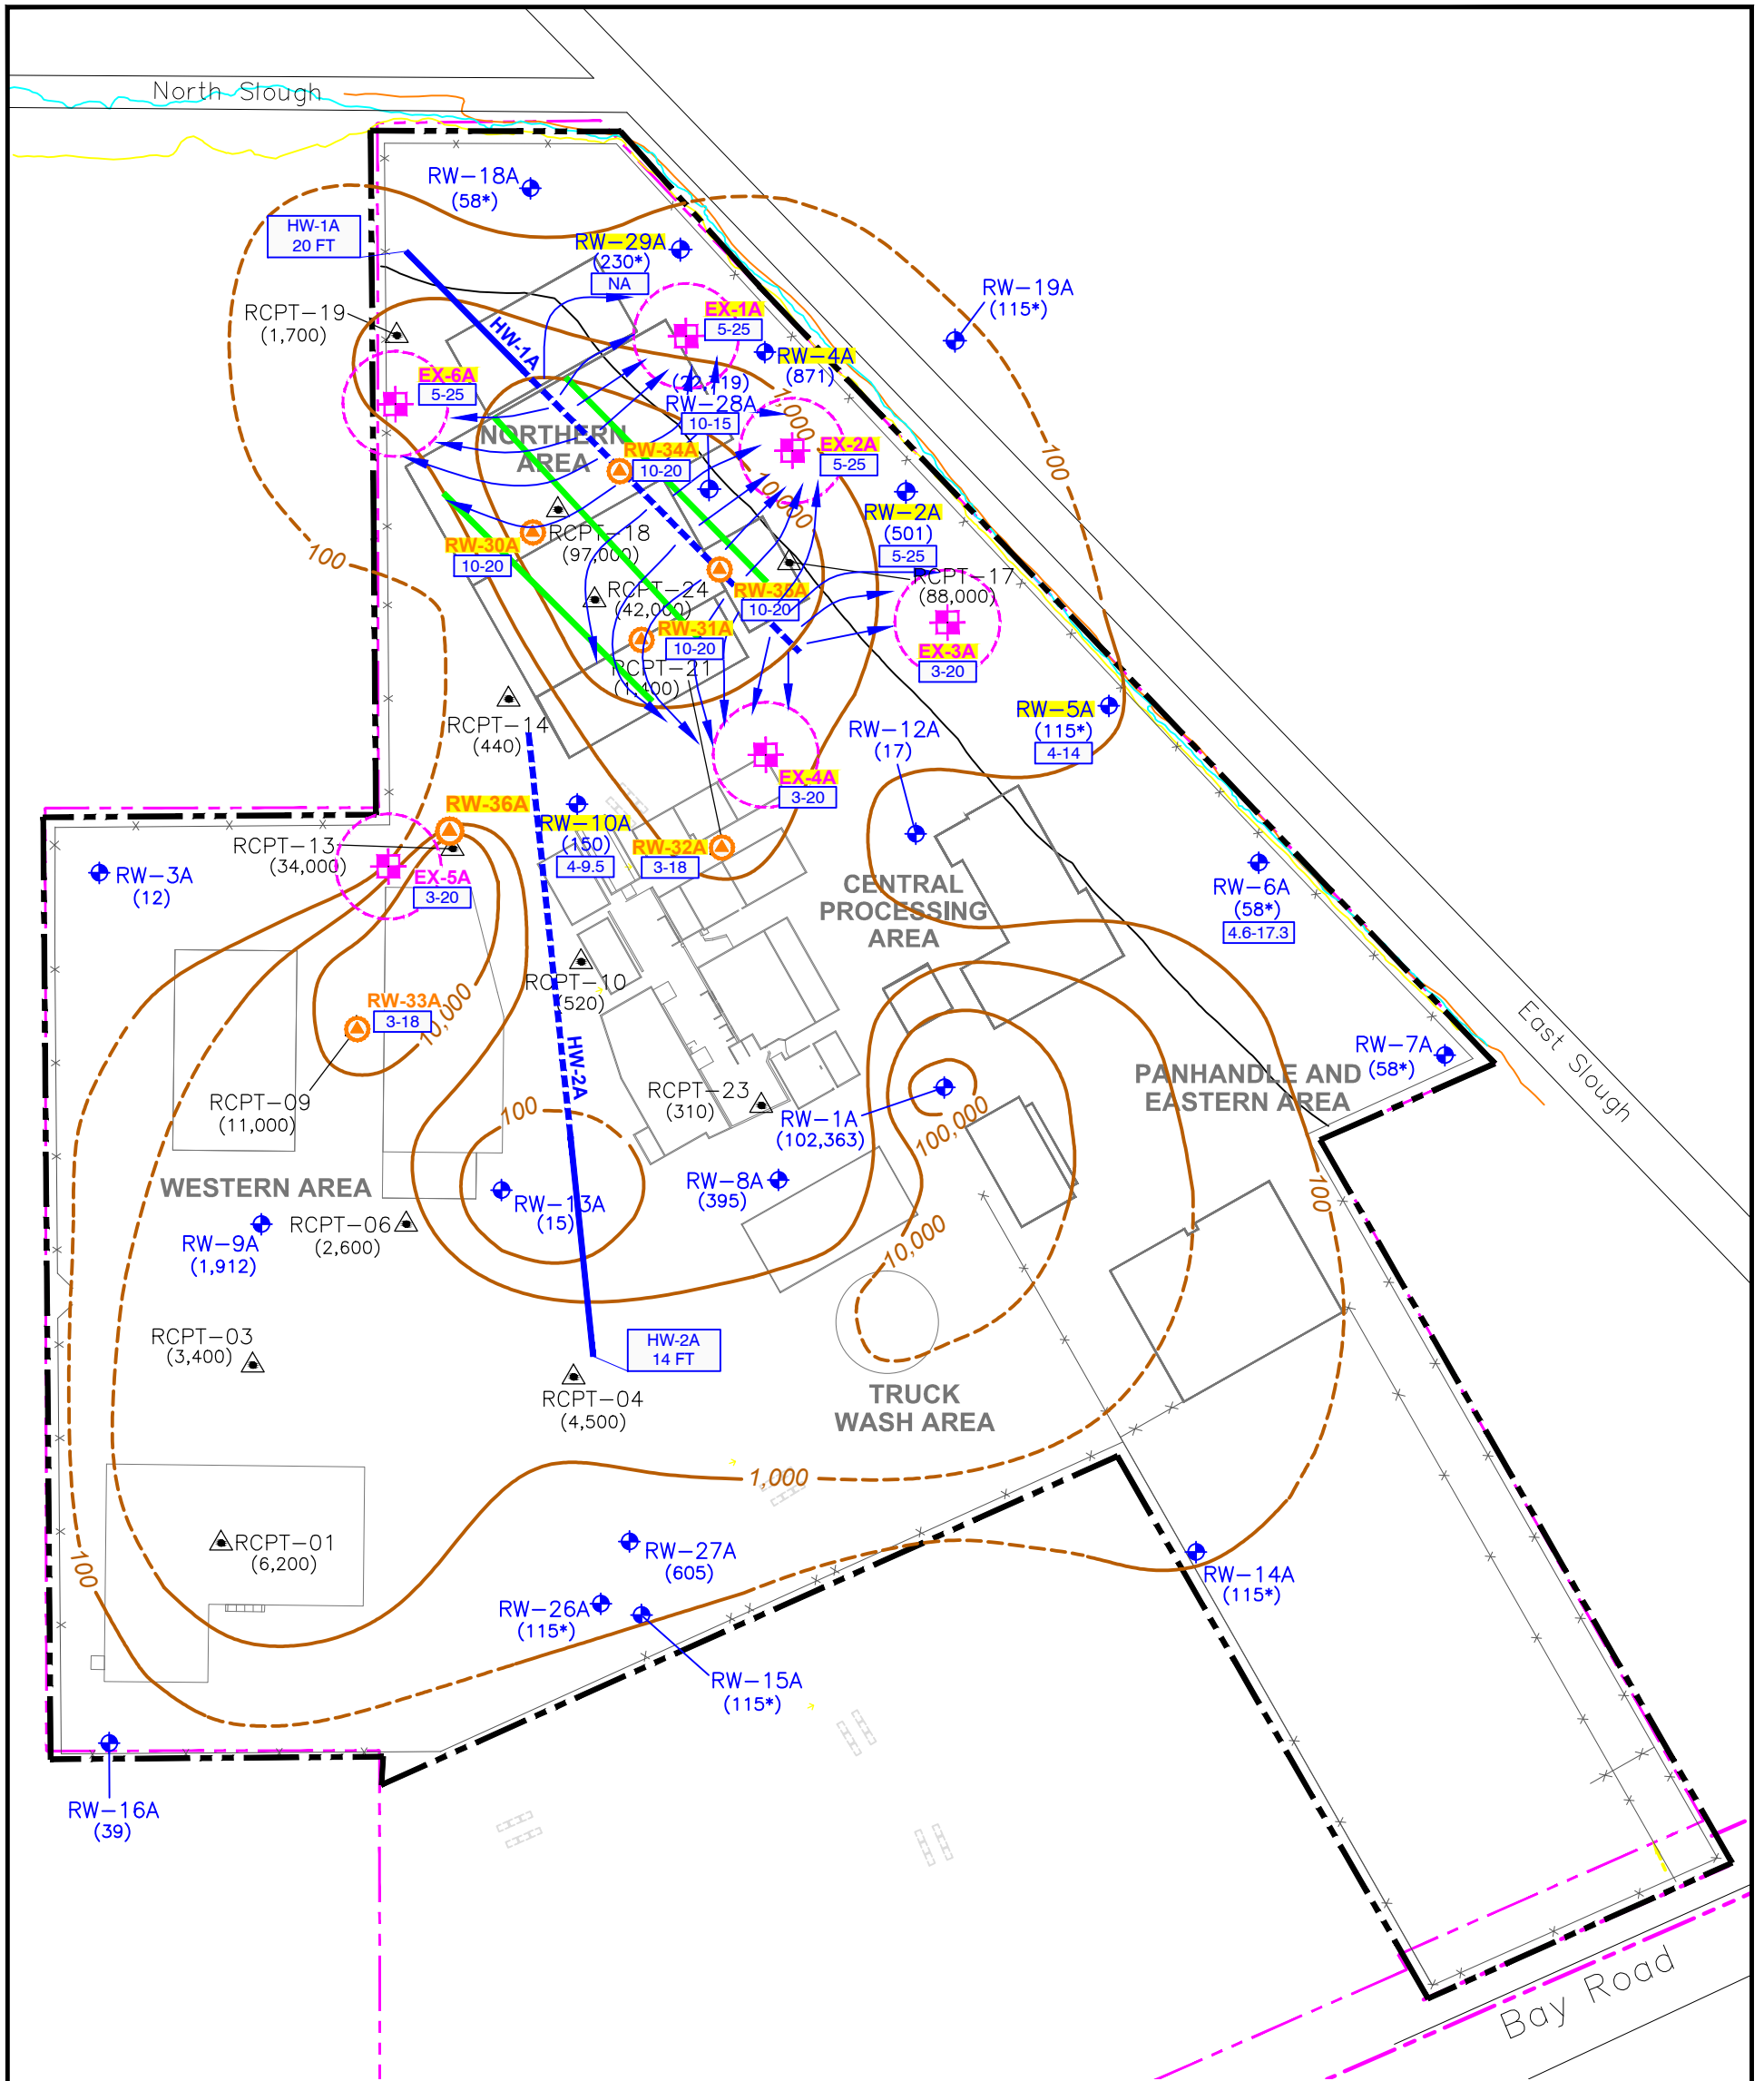 North Slough
RW-18A
(58*)
HW-1A
20 FT
RW-29A
(230*)
NA
RW-19A
(115*)
RCPT-19
(1,700)
EX-1A
5-25
HW-1A
RW-4A
(871)
EX-6A
5-25
(22,119)
RW-28A
10-15
1,000
100
NORTHERN
AREA
RW-34A
10-20
EX-2A
5-25
10,000
RW-2A
(501)
5-25
RW-30A
10-20
RCPT-18
(97,000)
100
RCPT-17
(88,000)
RCPT-24
(42,000)
RW-35A
10-20
RW-31A
10-20
EX-3A
3-20
RCPT-21
(1,400)
RCPT-14
(440)
RW-5A
(115*)
4-14
RW-12A
(17)
EX-4A
3-20
RW-36A
RW-10A
(150)
4-9.5
RW-32A
3-18
RCPT-13
(34,000)
EX-5A
3-20
RW-3A
(12)
CENTRAL
PROCESSING
AREA
RW-6A
(58*)
4.6-17.3
RCPT-10
(520)
RW-33A
3-18
10,000
East Slough
RW-7A
(58*)
PANHANDLE AND
EASTERN AREA
HW-2A
RCPT-09
(11,000)
100
RCPT-23
(310)
RW-1A
(102,363)
100,000
WESTERN AREA
RW-13A
(15)
RW-8A
(395)
100
RCPT-06
(2,600)
RW-9A
(1,912)
10,000
RCPT-03
(3,400)
HW-2A
14 FT
RCPT-04
(4,500)
TRUCK
WASH AREA
1,000
RCPT-01
(6,200)
100
RW-27A
(605)
RW-26A
(115*)
RW-14A
(115*)
RW-15A
(115*)
RW-16A
(39)
Bay Road